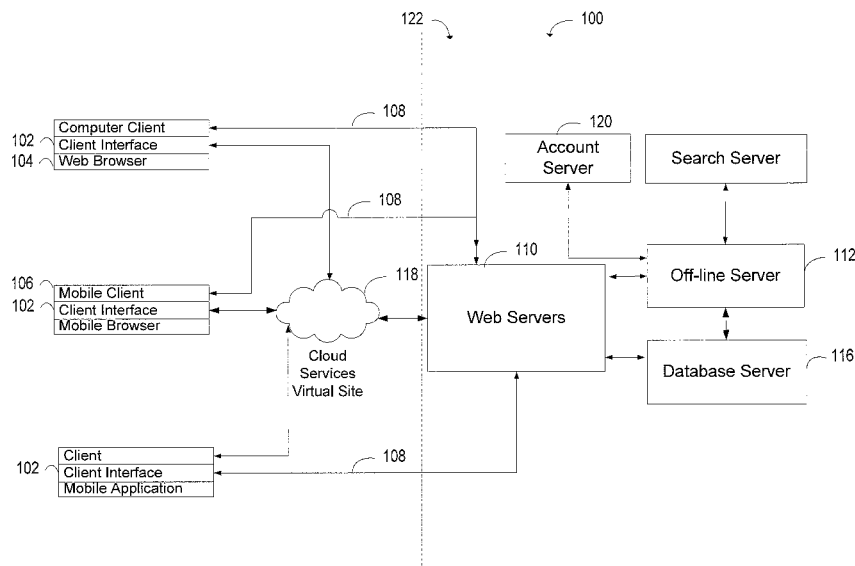 122
100
108
120
Computer Client
102
Client Interface
104
Web Browser
Account
Server
Search Server
108
110
118
112
106
Mobile Client
102
Client Interface
Mobile Browser
Web Servers
Off-line Server
Cloud
Services
Virtual Site
Database Server
116
Client
102
Client Interface
Mobile Application
108